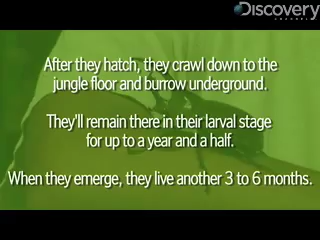 Discovery
After they hatch, they crawl down to the
jungle floor and burrow underground.
They'll remain there in their larval stage
for up to a year and a half.
When they emerge, they live another 3 to 6 months.